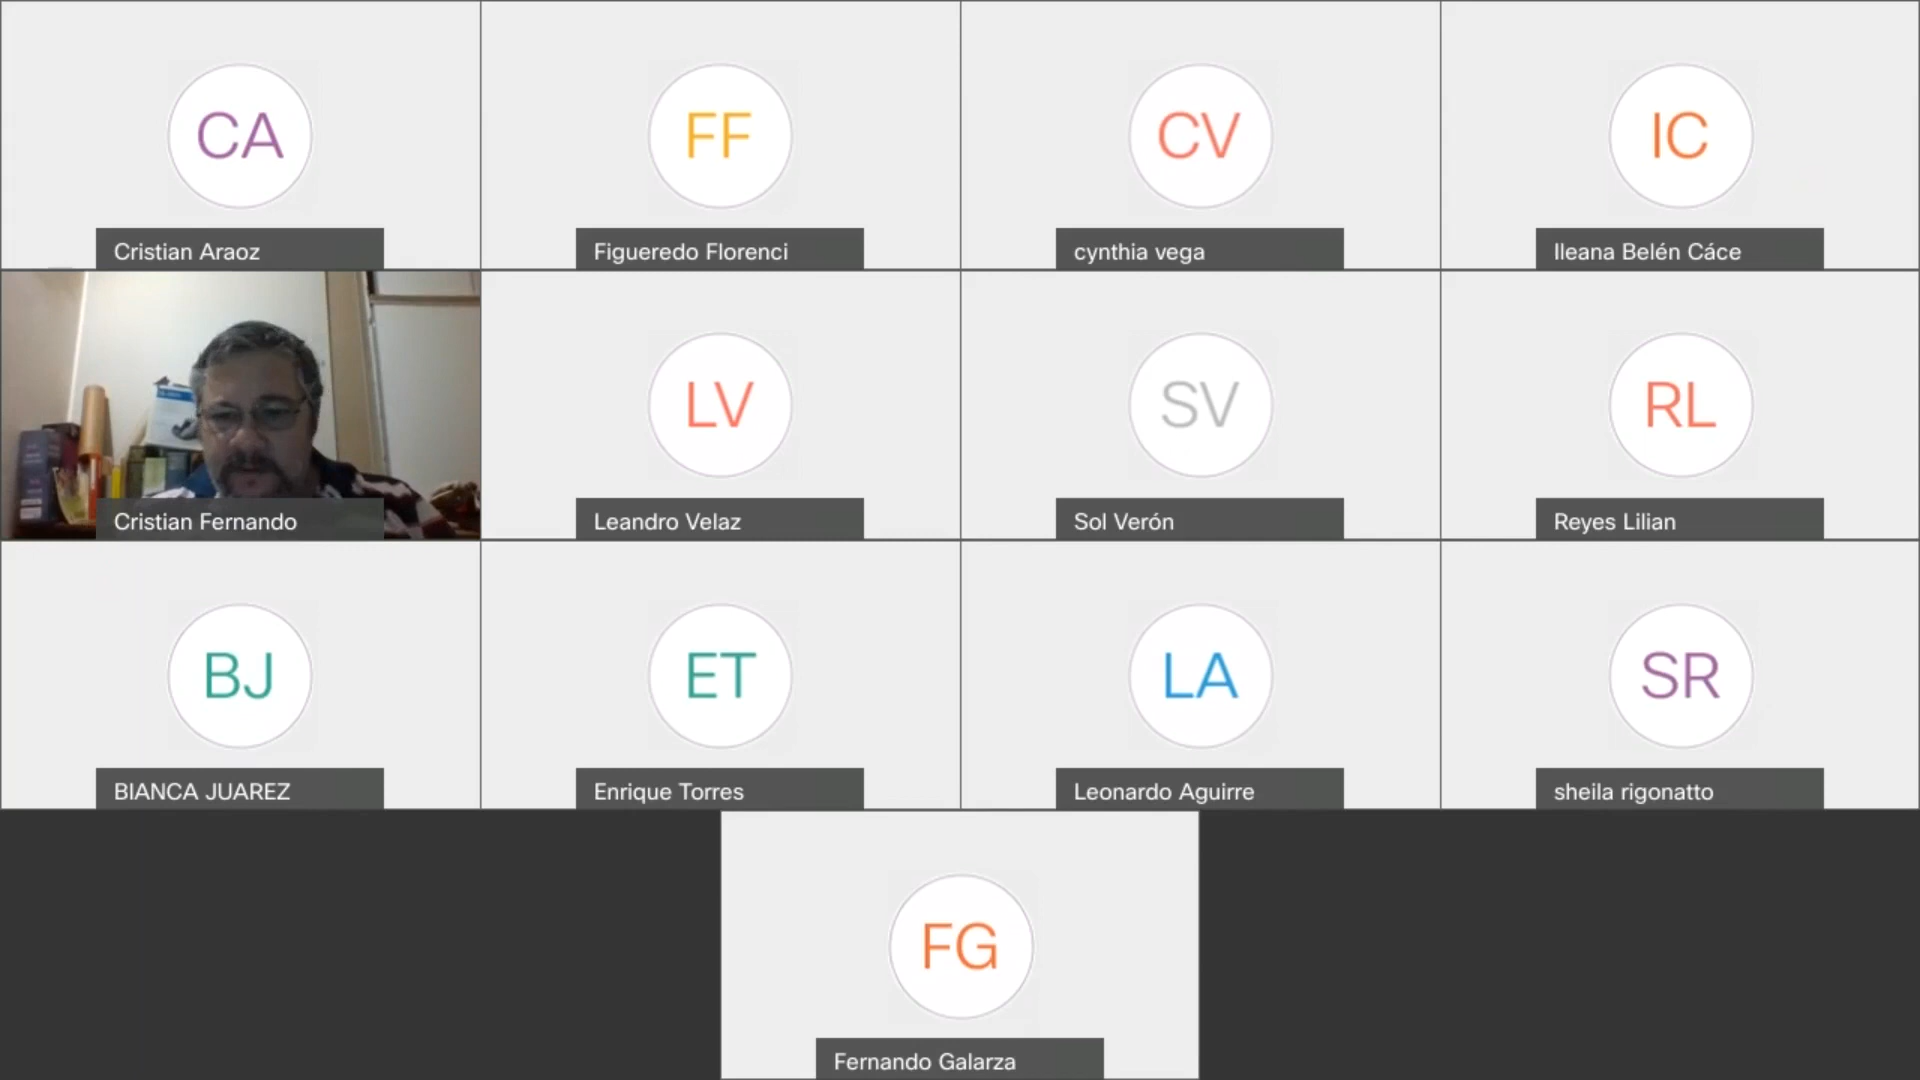 CA
Cristian Araoz
FF
Figueredo Florenci
CV
cynthia vega
IC
Ileana Belén Cáce
Cristian Fernando
LV
Leandro Velaz
SV
Sol Verón
RL
Reyes Lilian
BJ
BIANCA JUAREZ
ET
Enrique Torres
LA
Leonardo Aguirre
SR
sheila rigonatto
FG
Fernando Galarza